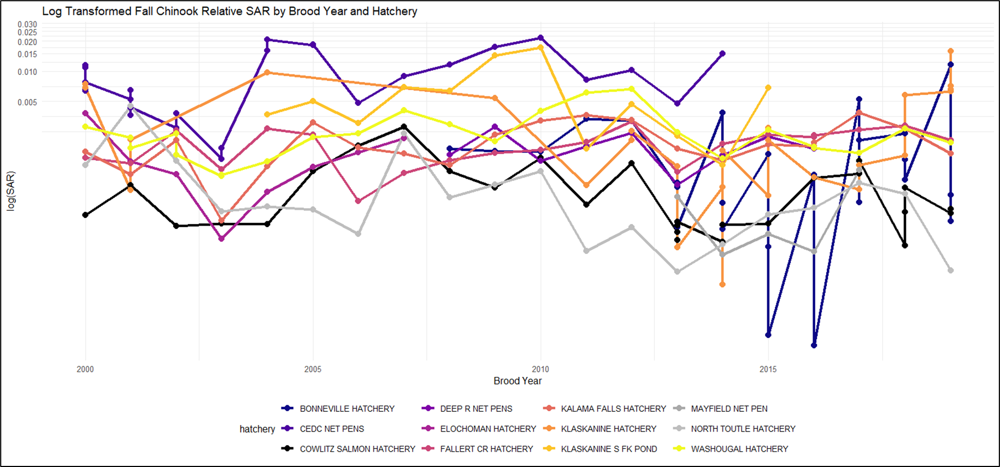 Log Transformed Fall Chinook Relative SAR by Brood Year and Hatchery
0.030
0.025
0.020
0.015
0.010
0.005
log(SAR)
2000 2005 2010 2015
Brood Year
BONNEVILLE HATCHERY DEEP R NET PENS KALAMA FALLS HATCHERY MAYFIELD NET PEN
hatchery CEDC NET PENS ELOCHOMAN HATCHERY KLASKANINE HATCHERY NORTH TOUTLE HATCHERY
COWLITZ SALMON HATCHERY FALLERT CR HATCHERY KLASKANINE S FK POND WASHOUGAL HATCHERY